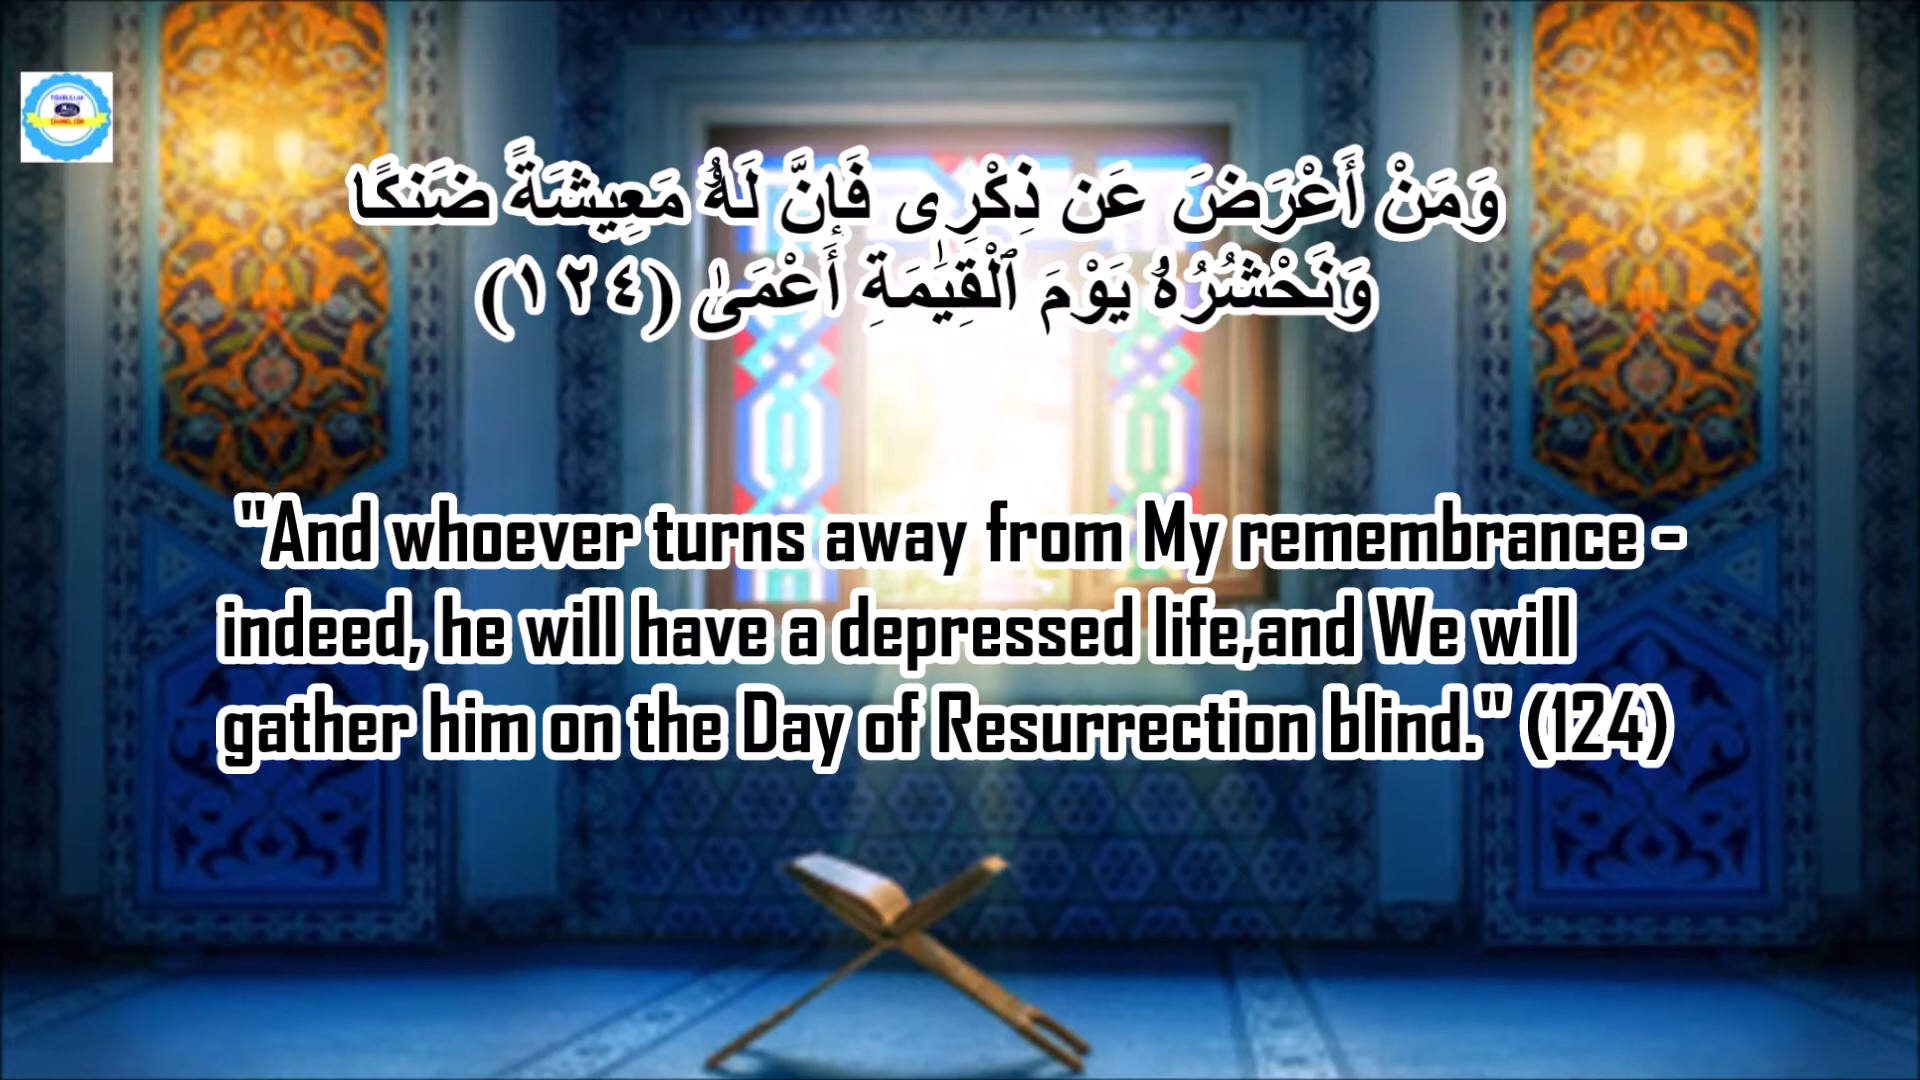 وَمَنْ أَعْرَضَ عَن ذِكْرِى فَإِنَّ لَهُۥ مَعِيشَةً ضَنكًا
وَنَحْشُرُهُۥ يَوْمَ ٱلْقِيَٰمَةِ أَعْمَىٰ (١٢٤)
"And whoever turns away from My remembrance -
indeed, he will have a depressed life,and We will
gather him on the Day of Resurrection blind." (124)